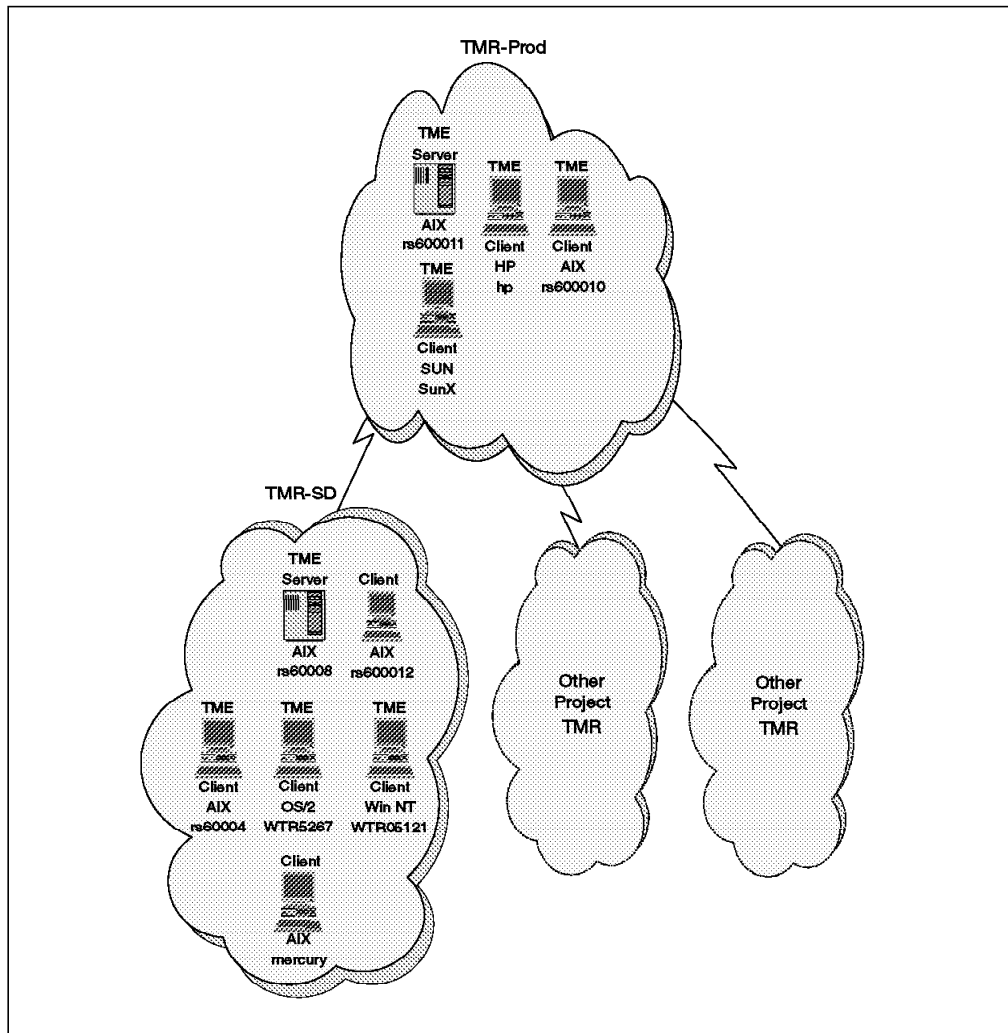 TMR-Prod
TME
Server
AIX
rs600011
TME
Client
HP
hp
TME
Client
AIX
rs600010
TME
Client
SUN
SunX
TMR-SD
TME
Server
AIX
rs60008
Client
AIX
rs600012
TME
Client
AIX
rs60004
TME
Client
OS/2
WTR5267
TME
Client
Win NT
WTR05121
Client
AIX
mercury
Other
Project
TMR
Other
Project
TMR